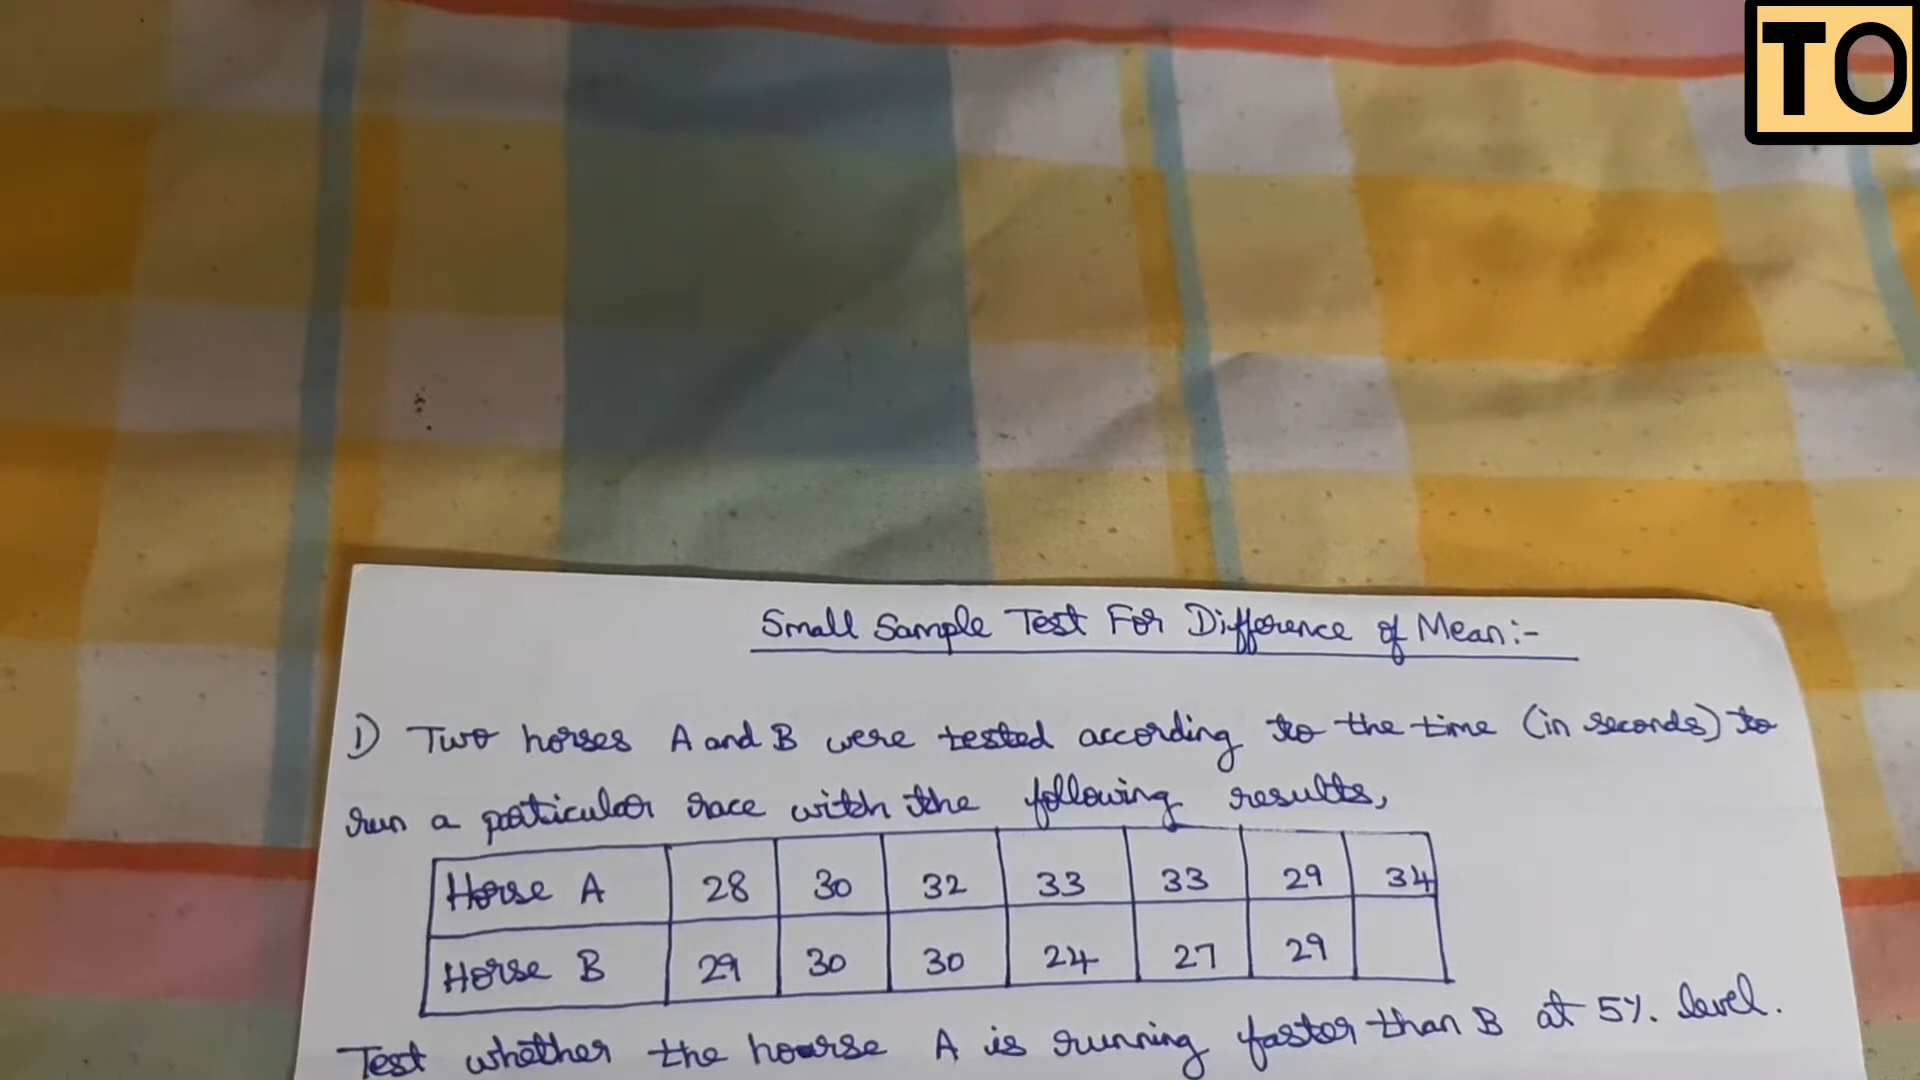 TO
Small Sample Test For Difference of Mean:-
1) Two horses A and B were tested according to the time (in seconds) to
run a particular race with the following results,
Horse A 28 30 32 33 33 29 34
Horse B 29 30 30 24 27 29
Test whether the hourse A is running faster than B at 5%. level.